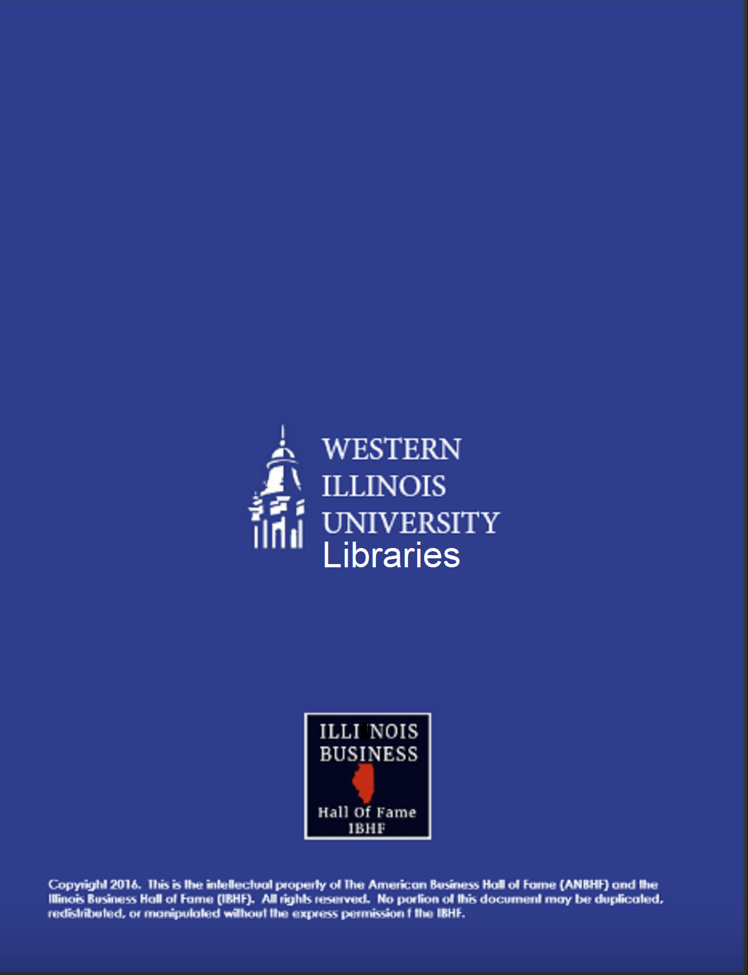 WESTERN
ILLINOIS
UNIVERSITY
Libraries
ILLI NOIS
BUSINESS
Hall Of Fame
IBHF
Copyright 2016. This is the intellectual property of The American Business Hall of Fame (ANBHF) and the
Illinois Business Hall of Fame (IBHF). All rights reserved. No portion of this document may be duplicated,
redistributed, or manipulated without the express permission f the IBHF.